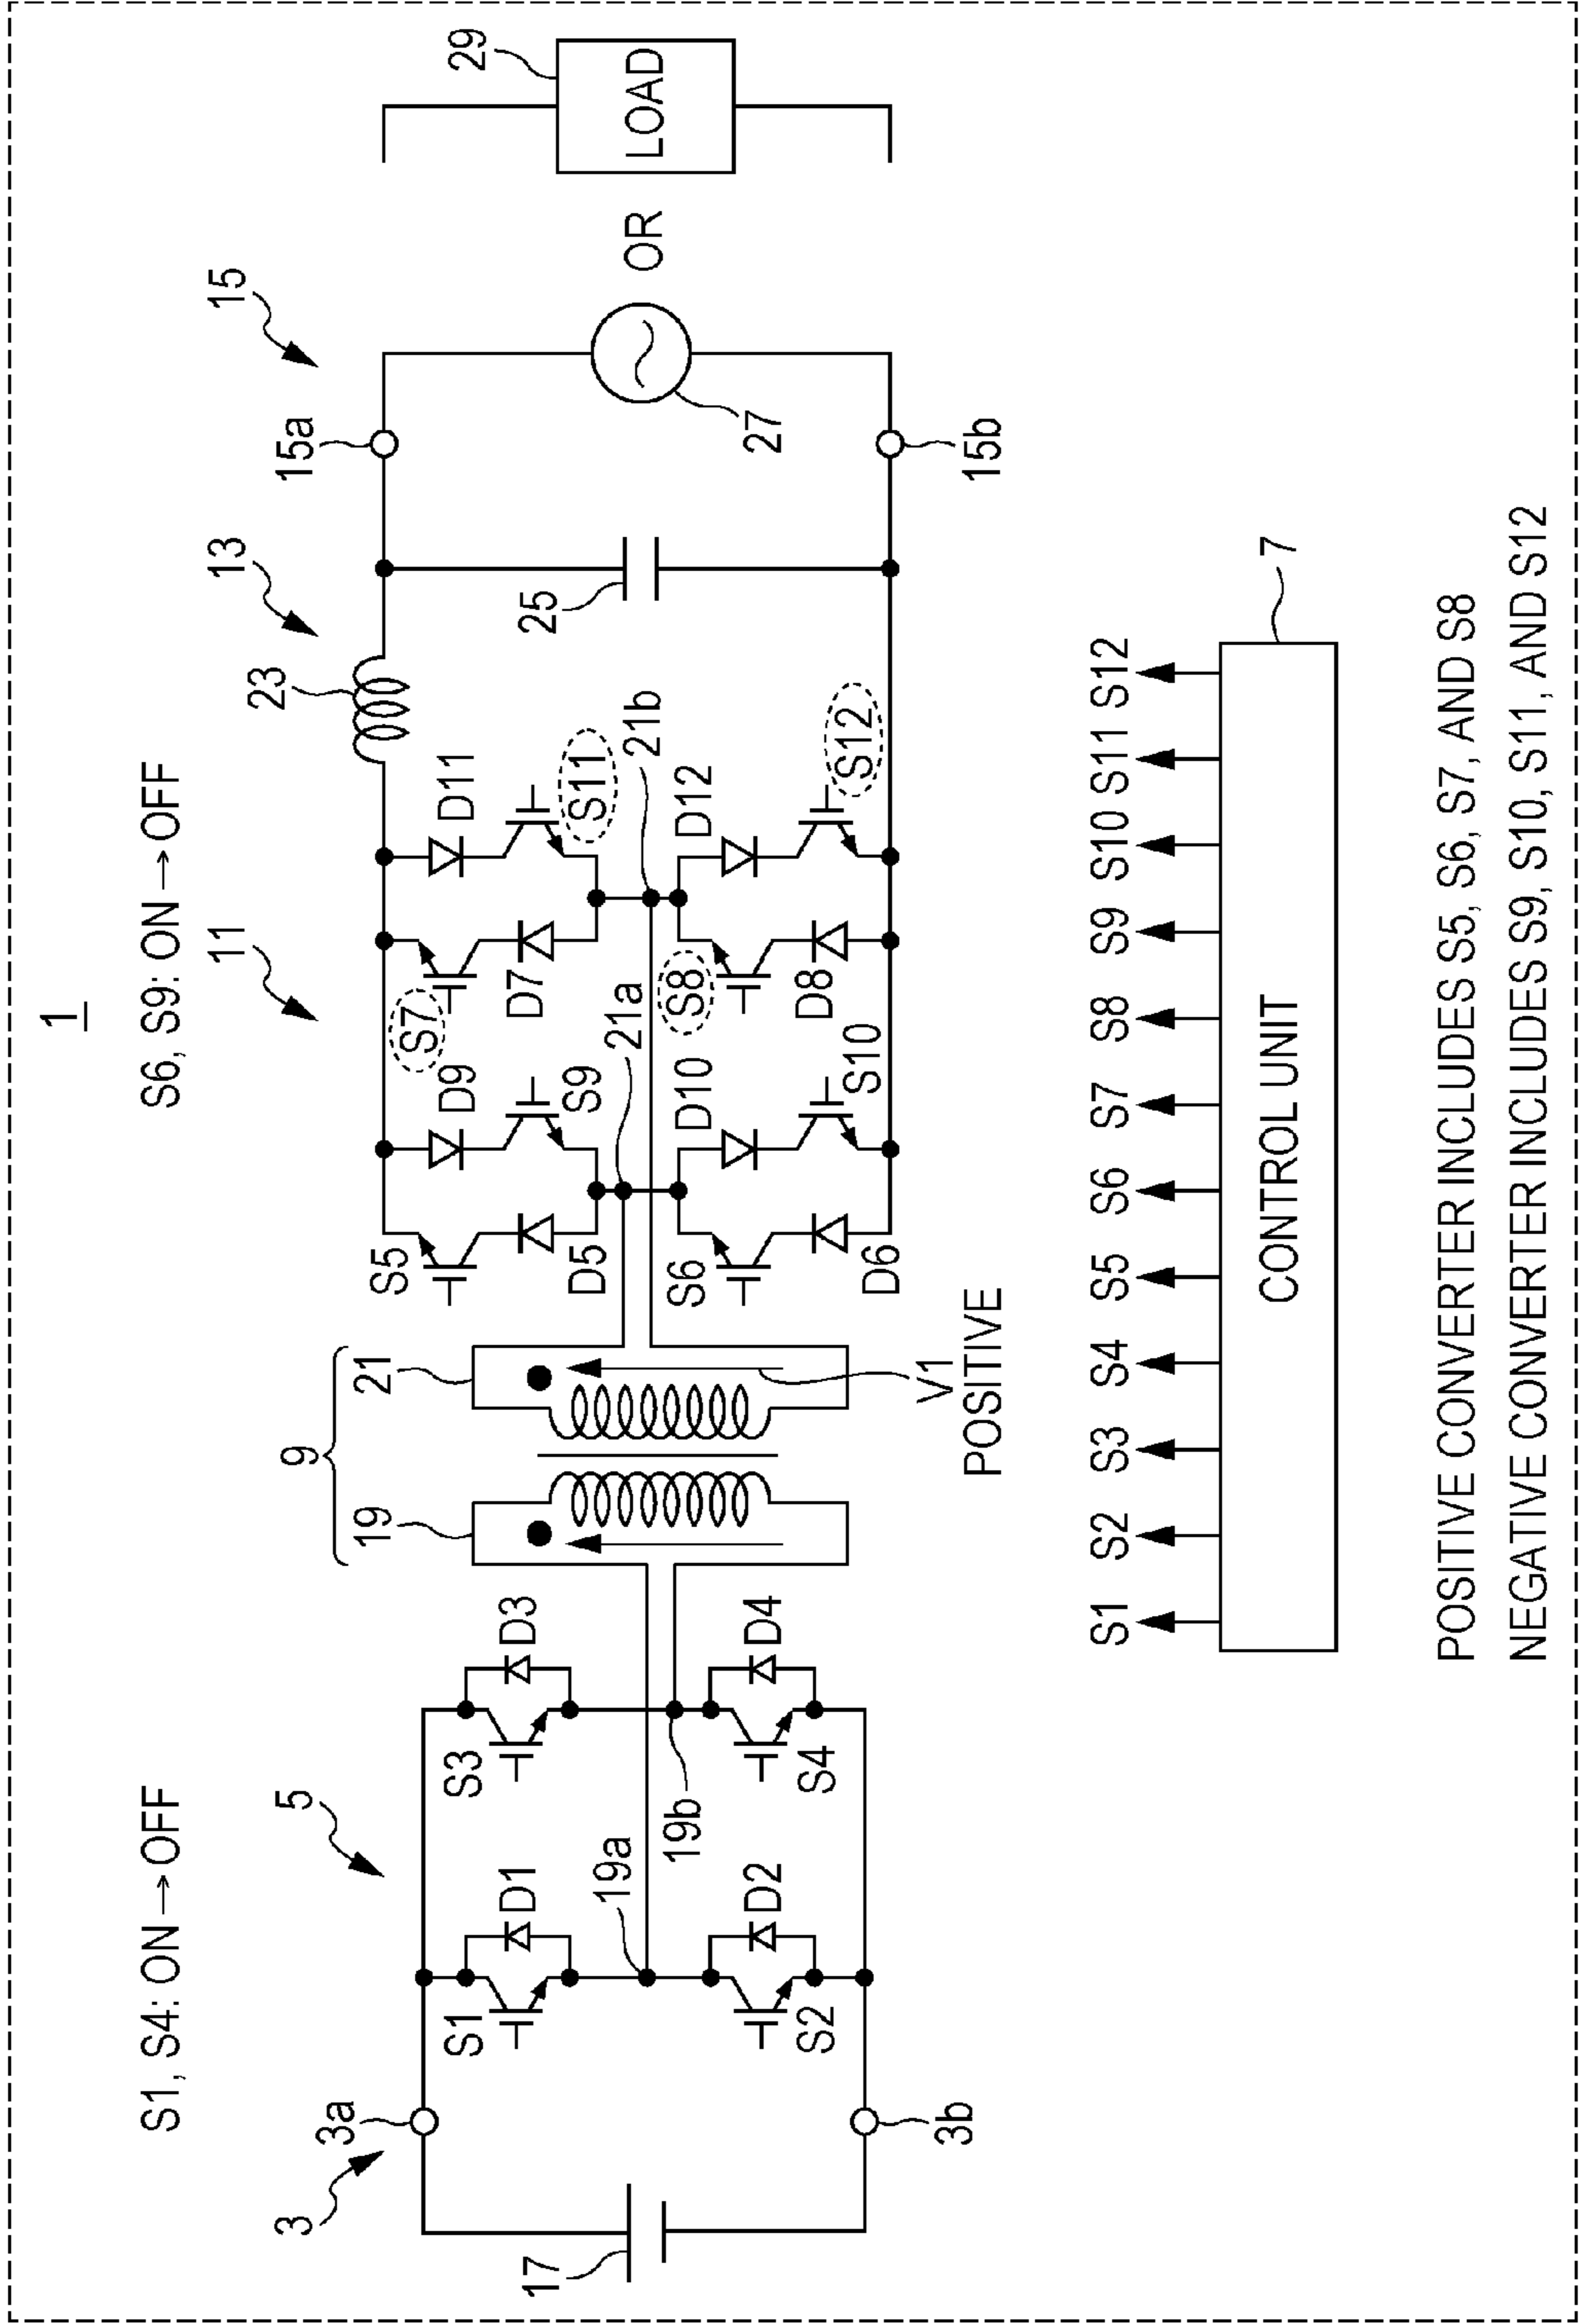 1
S1, S4: ON→OFF
S6, S9: ON→OFF
3
5
9
11
13
15
3a
3b
17
S1
D1
S2
D2
S3
D3
S4
D4
19a
19b
19
21
V1
POSITIVE
S5
D5
S6
D6
D9
S9
D10
S10
21a
S7
D7
S8
D8
D11
S11
D12
S12
21b
23
25
15a
15b
27
OR
LOAD
29
S1 S2 S3 S4 S5 S6 S7 S8 S9 S10 S11 S12
CONTROL UNIT
7
POSITIVE CONVERTER INCLUDES S5, S6, S7, AND S8
NEGATIVE CONVERTER INCLUDES S9, S10, S11, AND S12